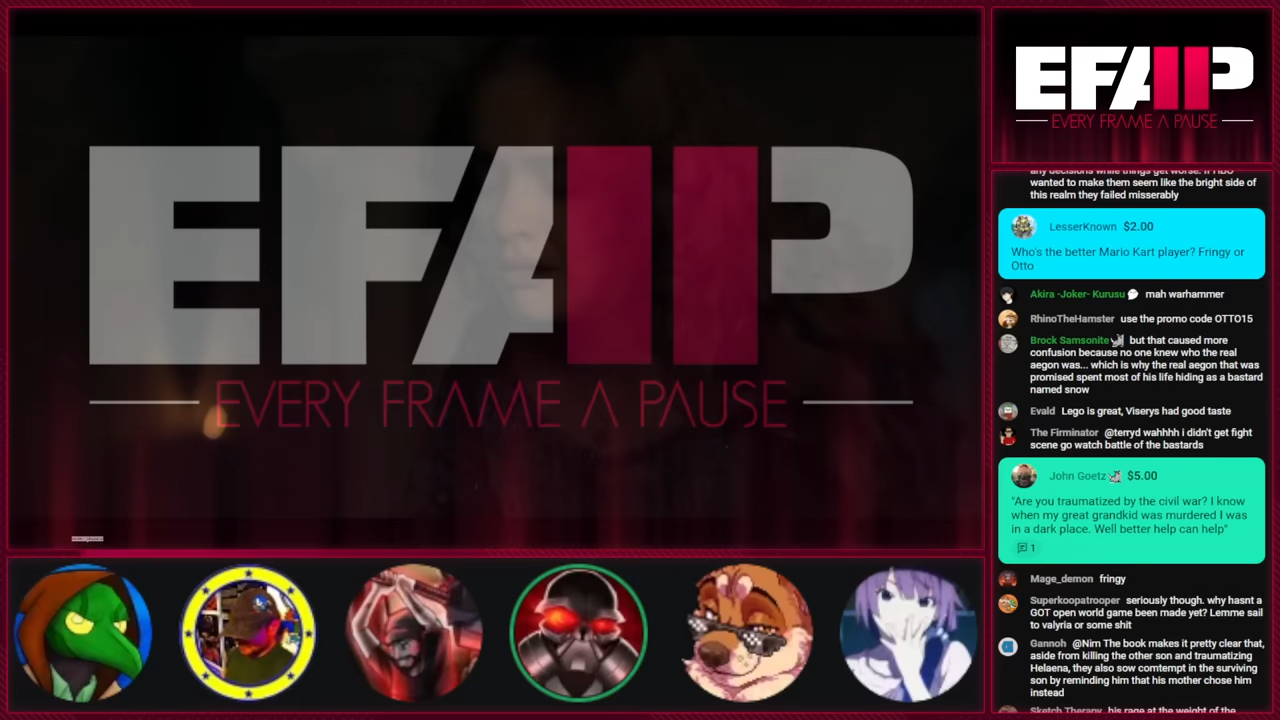 EFAP
EVERY FRAME A PAUSE
EFAP
EVERY FRAME A PAUSE
any decisions while things get worse. If HBO
wanted to make them seem like the bright side of
this realm they failed misserably
LesserKnown $2.00
Who's the better Mario Kart player? Fringy or
Otto
Akira -Joker- Kurusu mah warhammer
RhinoTheHamster use the promo code OTTO15
Brock Samsonite but that caused more
confusion because no one knew who the real
aegon was... which is why the real aegon that was
promised spent most of his life hiding as a bastard
named snow
Evald Lego is great, Viserys had good taste
The Firminator @terryd wahhhh i didn't get fight
scene go watch battle of the bastards
John Goetz $5.00
"Are you traumatized by the civil war? I know
when my great grandkid was murdered I was
in a dark place. Well better help can help"
1
Mage_demon fringy
Superkoopatrooper seriously though. why hasnt a
GOT open world game been made yet? Lemme sail
to valyria or some shit
Gannoh @Nim The book makes it pretty clear that,
aside from killing the other son and traumatizing
Helaena, they also sow comtempt in the surviving
son by reminding him that his mother chose him
instead
Sketch Therapy his rage at the weight of the